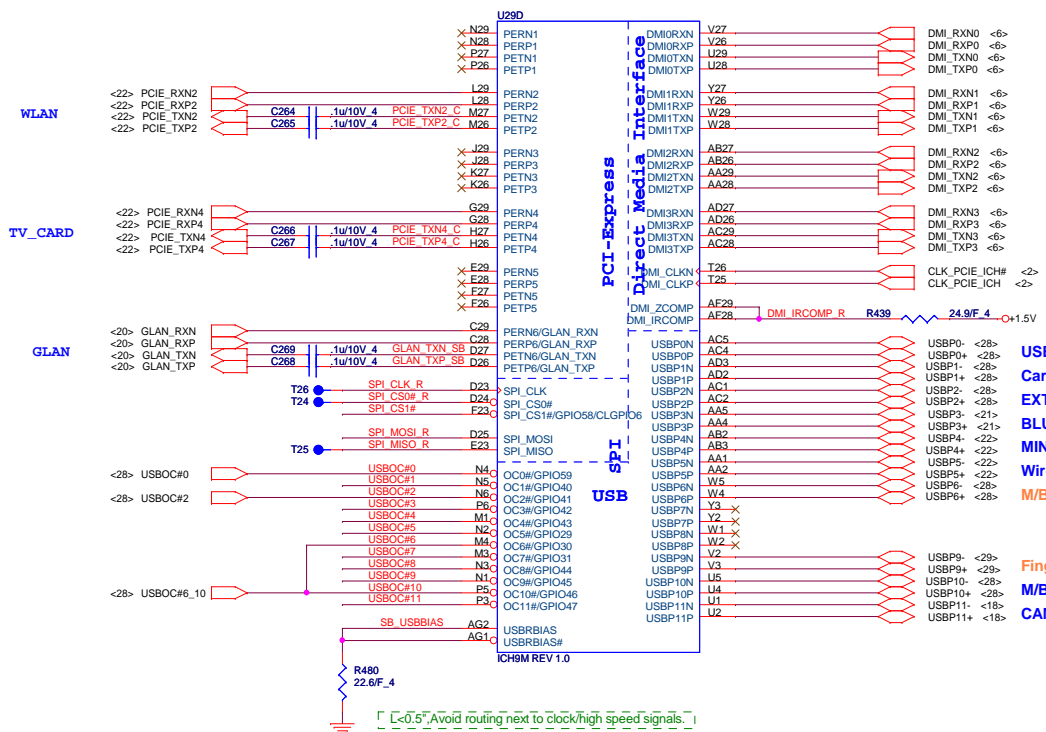 U29D
N29 PERN1
N28 PERP1
P27 PETN1
P26 PETP1
WLAN
<22> PCIE_RXN2 L29 PERN2
<22> PCIE_RXP2 L28 PERP2
<22> PCIE_TXN2 C264 .1u/10V_4 PCIE_TXN2_C M27 PETN2
<22> PCIE_TXP2 C265 .1u/10V_4 PCIE_TXP2_C M26 PETP2
J29 PERN3
J28 PERP3
K27 PETN3
K26 PETP3
TV_CARD
<22> PCIE_RXN4 G29 PERN4
<22> PCIE_RXP4 G28 PERP4
<22> PCIE_TXN4 C266 .1u/10V_4 PCIE_TXN4_C H27 PETN4
<22> PCIE_TXP4 C267 .1u/10V_4 PCIE_TXP4_C H26 PETP4
E29 PERN5
E28 PERP5
F27 PETN5
F26 PETP5
GLAN
<20> GLAN_RXN C29 PERN6/GLAN_RXN
<20> GLAN_RXP C28 PERP6/GLAN_RXP
<20> GLAN_TXN C269 .1u/10V_4 GLAN_TXN_SB D27 PETN6/GLAN_TXN
<20> GLAN_TXP C268 .1u/10V_4 GLAN_TXP_SB D26 PETP6/GLAN_TXP
T26 SPI_CLK_R D23 SPI_CLK
T24 SPI_CS0#_R D24 SPI_CS0#
SPI_CS1# F23 SPI_CS1#/GPIO58/CLGPIO6
SPI_MOSI_R D25 SPI_MOSI
T25 SPI_MISO_R E23 SPI_MISO
<28> USBOC#0 USBOC#0 N4 OC0#/GPIO59
USBOC#1 N5 OC1#/GPIO40
<28> USBOC#2 USBOC#2 N6 OC2#/GPIO41
USBOC#3 P6 OC3#/GPIO42
USBOC#4 M1 OC4#/GPIO43
USBOC#5 N2 OC5#/GPIO29
USBOC#6 M4 OC6#/GPIO30
USBOC#7 M3 OC7#/GPIO31
USBOC#8 N3 OC8#/GPIO44
USBOC#9 N1 OC9#/GPIO45
<28> USBOC#6_10 USBOC#10 P5 OC10#/GPIO46
USBOC#11 P3 OC11#/GPIO47
SB_USBBIAS AG2 USBRBIAS
AG1 USBRBIAS#
R480
22.6/F_4
ICH9M REV 1.0
L<0.5",Avoid routing next to clock/high speed signals.
PCI-Express
Direct Media Interface
SPI
USB
DMI0RXN V27 DMI_RXN0 <6>
DMI0RXP V26 DMI_RXP0 <6>
DMI0TXN U29 DMI_TXN0 <6>
DMI0TXP U28 DMI_TXP0 <6>
DMI1RXN Y27 DMI_RXN1 <6>
DMI1RXP Y26 DMI_RXP1 <6>
DMI1TXN W29 DMI_TXN1 <6>
DMI1TXP W28 DMI_TXP1 <6>
DMI2RXN AB27 DMI_RXN2 <6>
DMI2RXP AB26 DMI_RXP2 <6>
DMI2TXN AA29 DMI_TXN2 <6>
DMI2TXP AA28 DMI_TXP2 <6>
DMI3RXN AD27 DMI_RXN3 <6>
DMI3RXP AD26 DMI_RXP3 <6>
DMI3TXN AC29 DMI_TXN3 <6>
DMI3TXP AC28 DMI_TXP3 <6>
DMI_CLKN T26 CLK_PCIE_ICH# <2>
DMI_CLKP T25 CLK_PCIE_ICH <2>
DMI_ZCOMP AF29
DMI_IRCOMP AF28 DMI_IRCOMP_R R439 24.9/F_4 +1.5V
USBP0N AC5 USBP0- <28>
USBP0P AC4 USBP0+ <28> USB
USBP1N AD3 USBP1- <28>
USBP1P AD2 USBP1+ <28> Car
USBP2N AC1 USBP2- <28>
USBP2P AC2 USBP2+ <28> EXT
USBP3N AA5 USBP3- <21>
USBP3P AA4 USBP3+ <21> BLU
USBP4N AB2 USBP4- <22>
USBP4P AB3 USBP4+ <22> MIN
USBP5N AA1 USBP5- <22>
USBP5P AA2 USBP5+ <22> Wir
USBP6N W5 USBP6- <28>
USBP6P W4 USBP6+ <28> M/B
USBP7N Y3
USBP7P Y2
USBP8N W1
USBP8P W2
USBP9N V2 USBP9- <29>
USBP9P V3 USBP9+ <29> Fing
USBP10N U5 USBP10- <28>
USBP10P U4 USBP10+ <28> M/B
USBP11N U1 USBP11- <18>
USBP11P U2 USBP11+ <18> CAM